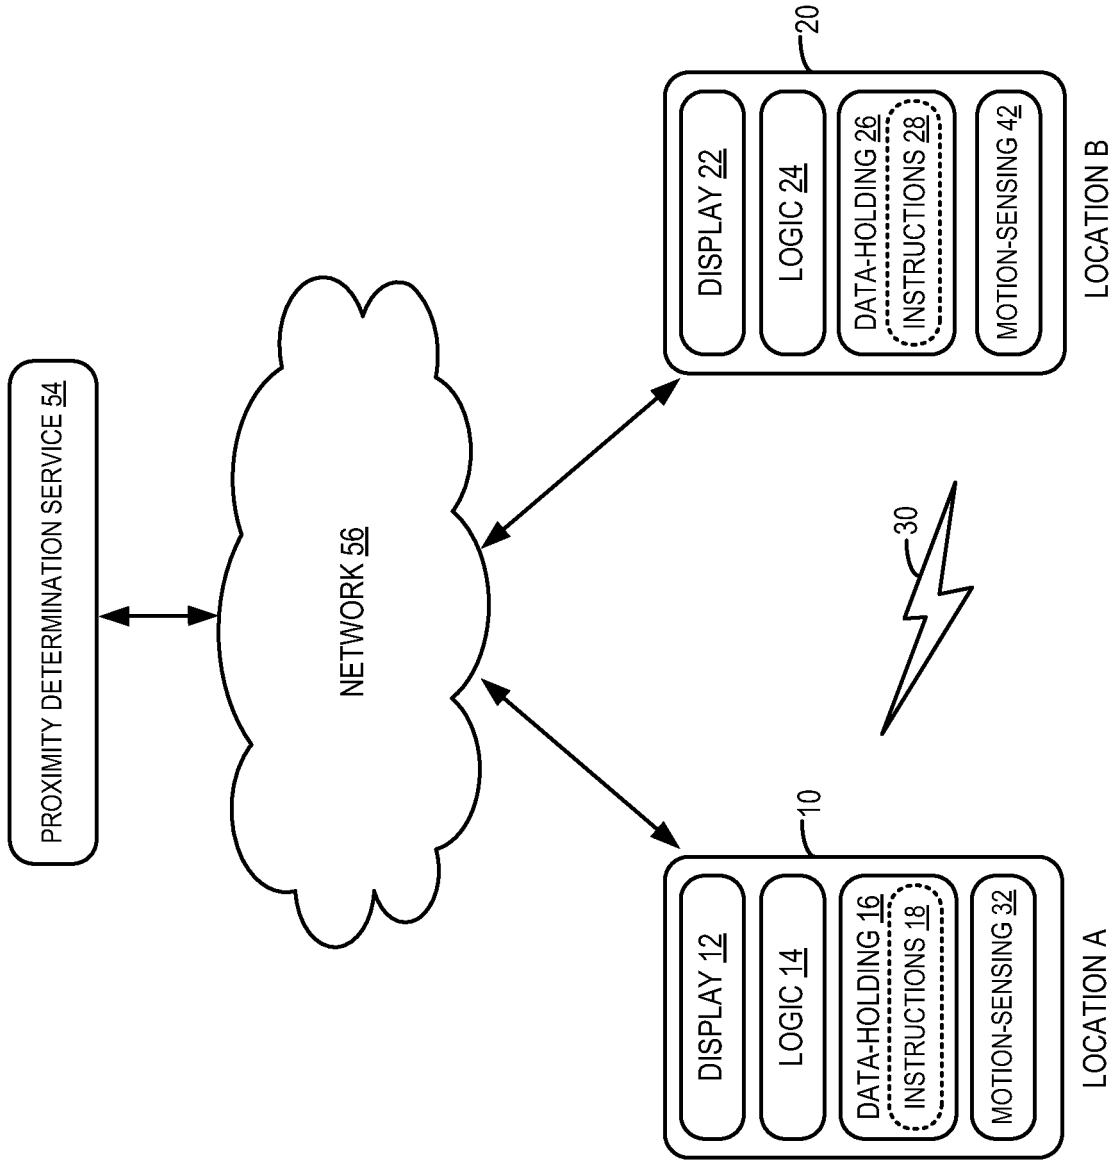 PROXIMITY DETERMINATION SERVICE 54
NETWORK 56
10
DISPLAY 12
LOGIC 14
DATA-HOLDING 16
INSTRUCTIONS 18
MOTION-SENSING 32
LOCATION A
30
20
DISPLAY 22
LOGIC 24
DATA-HOLDING 26
INSTRUCTIONS 28
MOTION-SENSING 42
LOCATION B